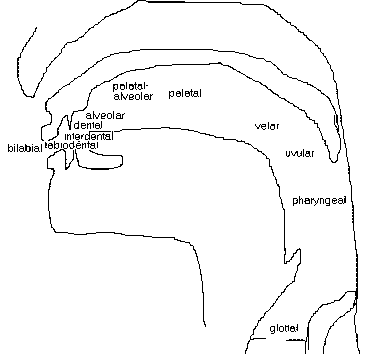 palatal-
alveolar
palatal
alveolar
dental
interdental
bilabial
labiodental
velar
uvular
pharyngeal
glottal